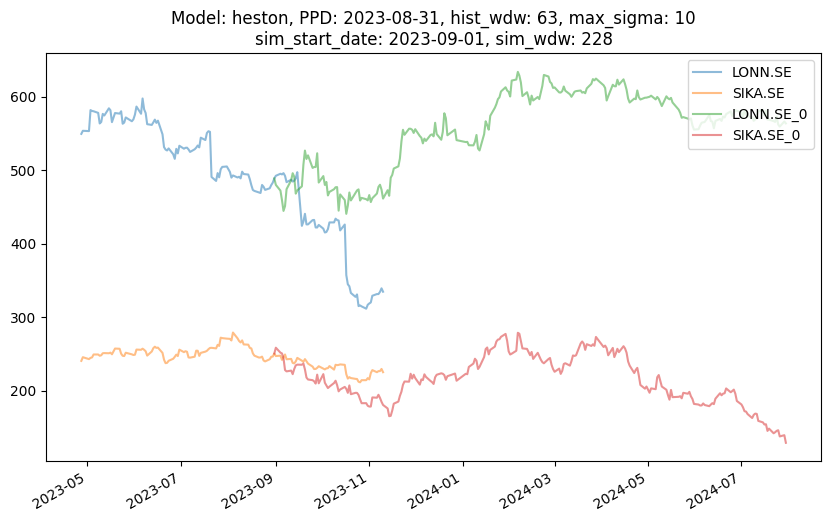 Model: heston, PPD: 2023-08-31, hist_wdw: 63, max_sigma: 10
sim_start_date: 2023-09-01, sim_wdw: 228
LONN.SE
SIKA.SE
LONN.SE_0
SIKA.SE_0
600
500
400
300
200
2023-05
2023-07
2023-09
2023-11
2024-01
2024-03
2024-05
2024-07